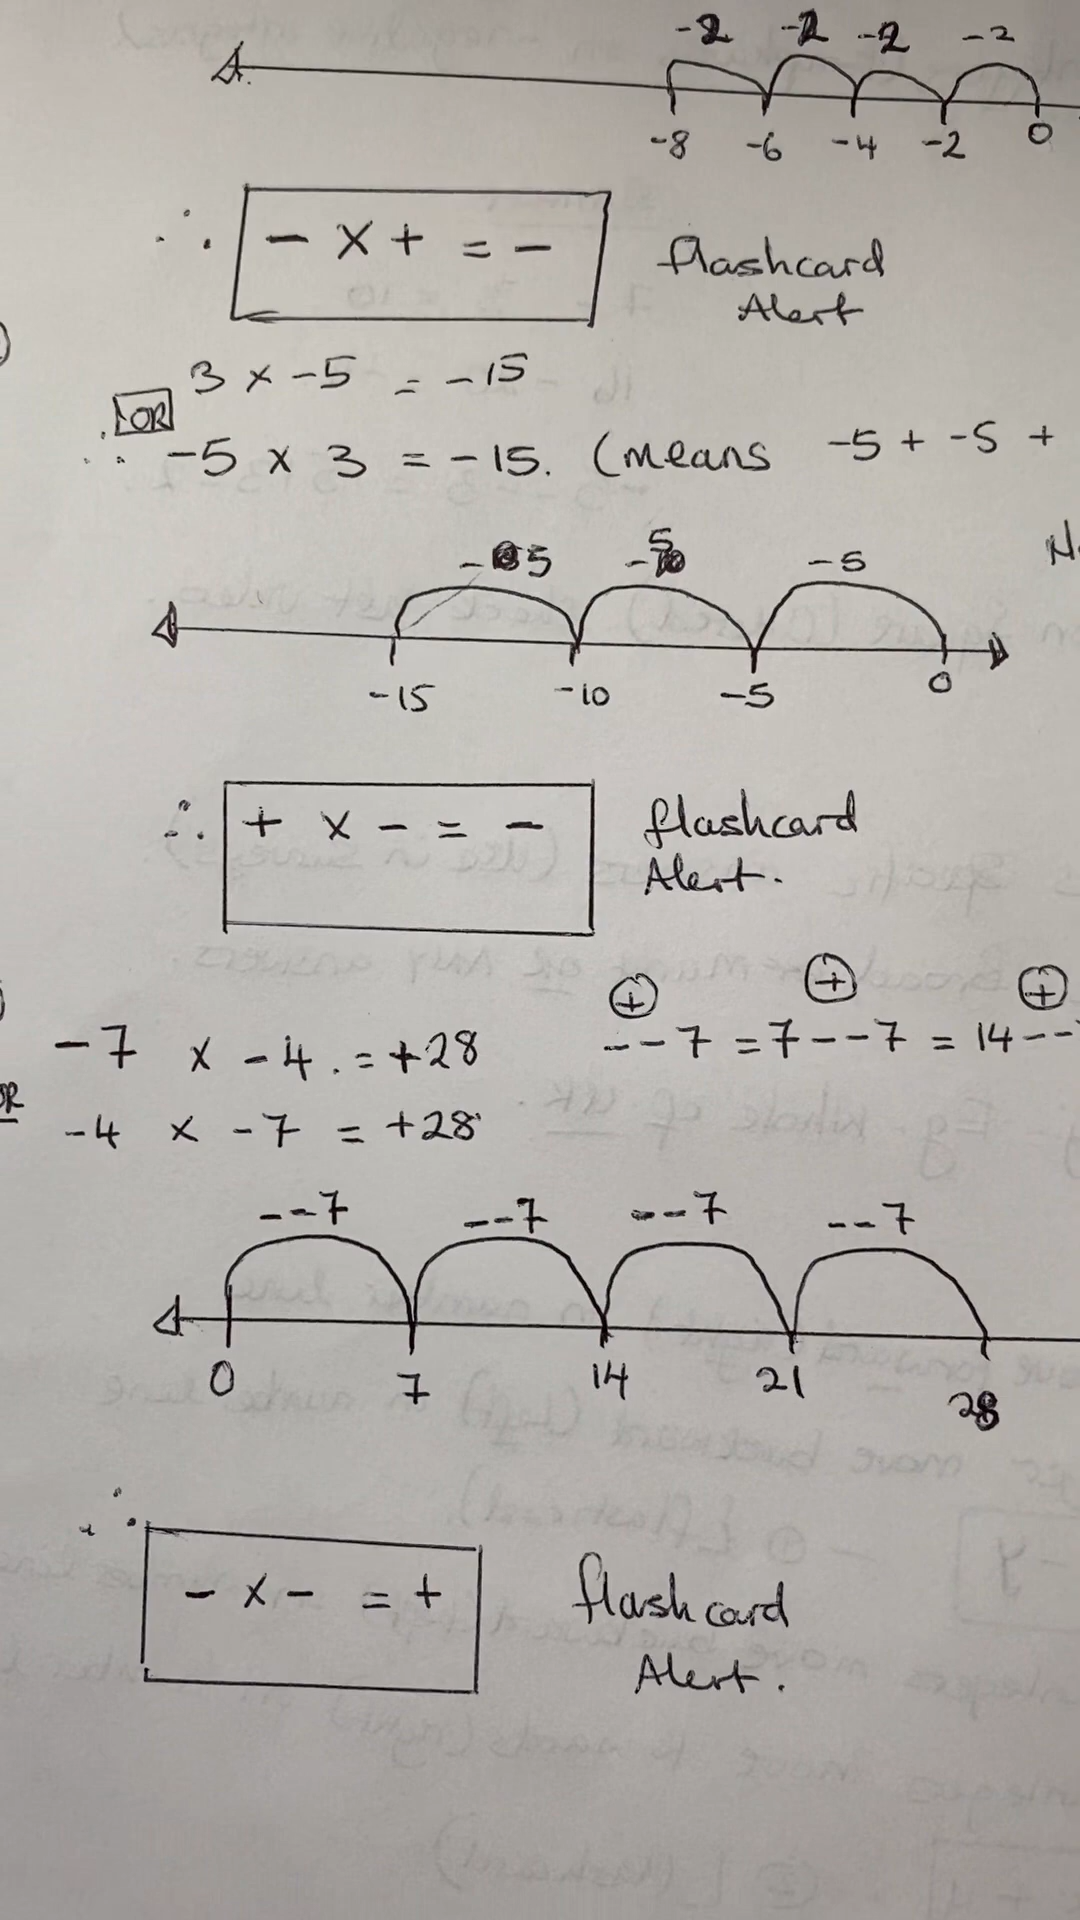 -2 -2 -2 -2
-8 -6 -4 -2 0
∴ - x + = - flashcard
Alert
3 x -5 = -15
OR
∴ -5 x 3 = -15. (means -5 + -5 +
-5 -5 -5
-15 -10 -5 0
∴ + x - = - flashcard
Alert.
+ + +
-7 x -4 . = +28 --7 = 7--7 = 14--
OR
-4 x -7 = +28
--7 --7 --7 --7
0 7 14 21 28
∴ - x - = + flashcard
Alert.